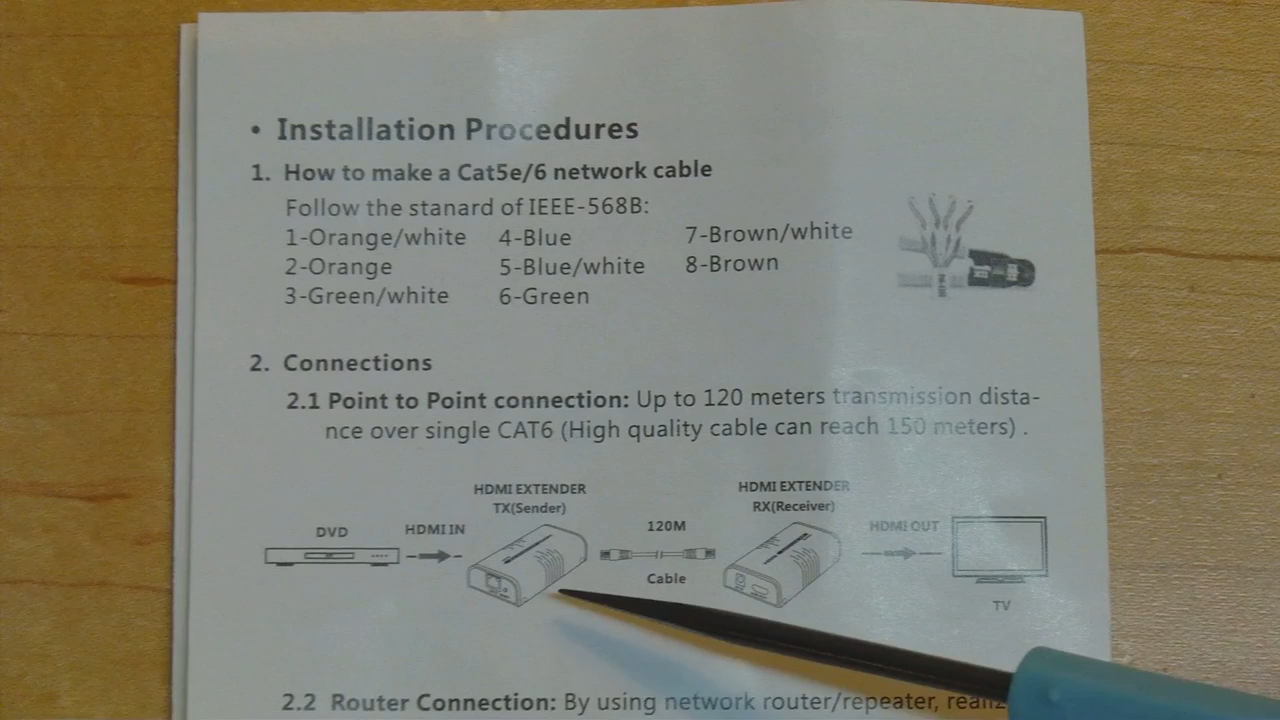 • Installation Procedures
1. How to make a Cat5e/6 network cable
Follow the stanard of IEEE-568B:
1-Orange/white 4-Blue 7-Brown/white
2-Orange 5-Blue/white 8-Brown
3-Green/white 6-Green
2. Connections
2.1 Point to Point connection: Up to 120 meters transmission dista-
nce over single CAT6 (High quality cable can reach 150 meters) .
HDMI EXTENDER HDMI EXTENDER
TX(Sender) RX(Receiver)
DVD HDMI IN 120M HDMI OUT
Cable
TV
2.2 Router Connection: By using network router/repeater,